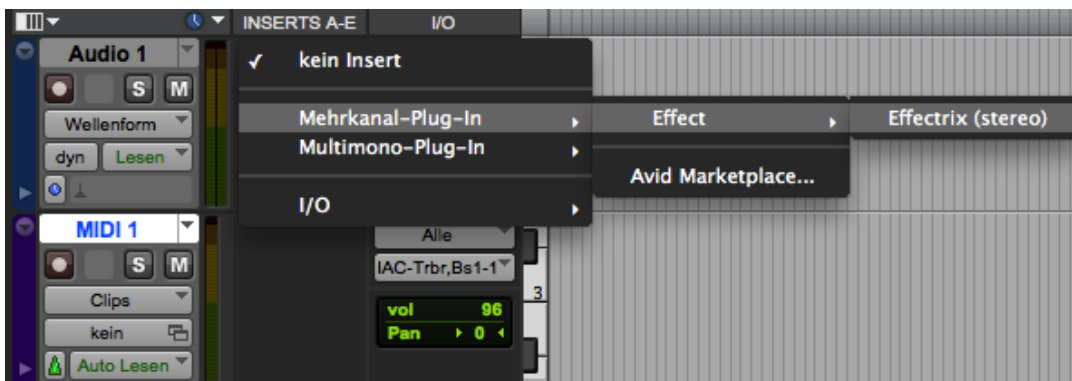 INSERTS A-E I/O
Audio 1
✓ kein Insert
S M
Wellenform
Mehrkanal-Plug-In Effect Effectrix (stereo)
dyn Lesen
Multimono-Plug-In
Avid Marketplace...
I/O
MIDI 1
Alle
S M
IAC-Trbr,Bs1-1
Clips
3
vol 96
kein
Pan 0
Auto Lesen